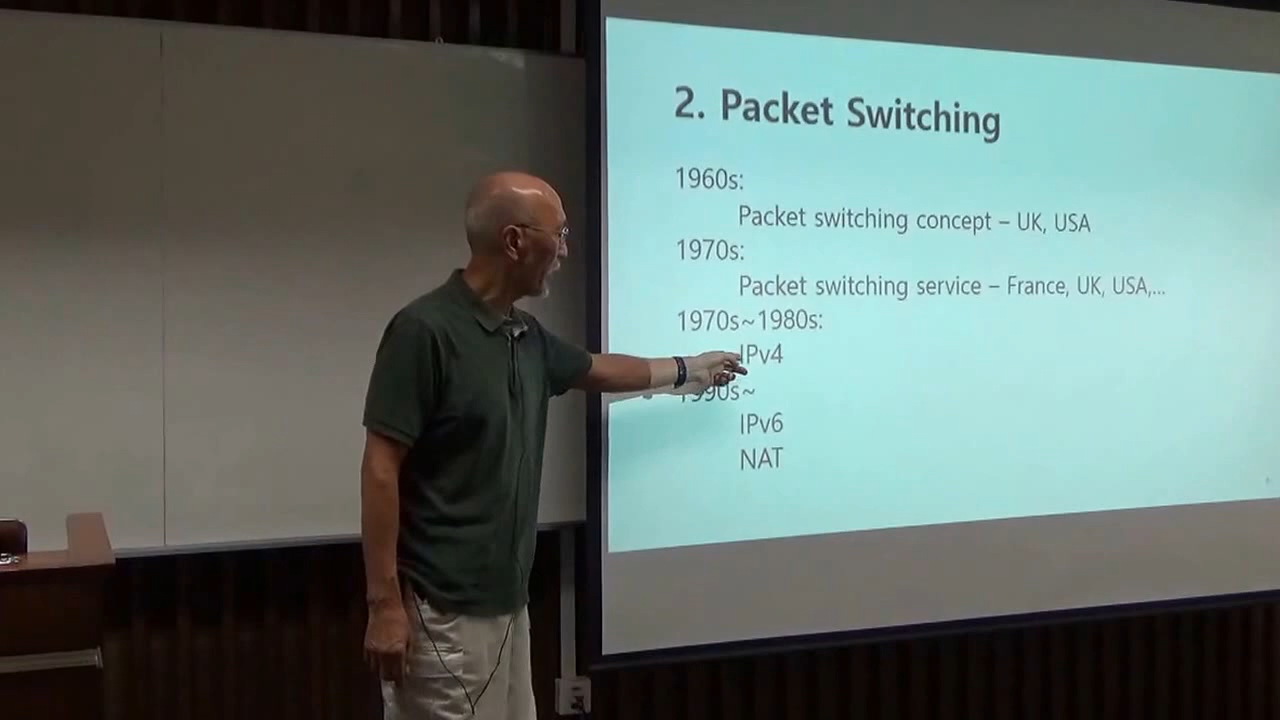 2. Packet Switching
1960s:
Packet switching concept – UK, USA
1970s:
Packet switching service – France, UK, USA,...
1970s~1980s:
IPv4
1990s~
IPv6
NAT